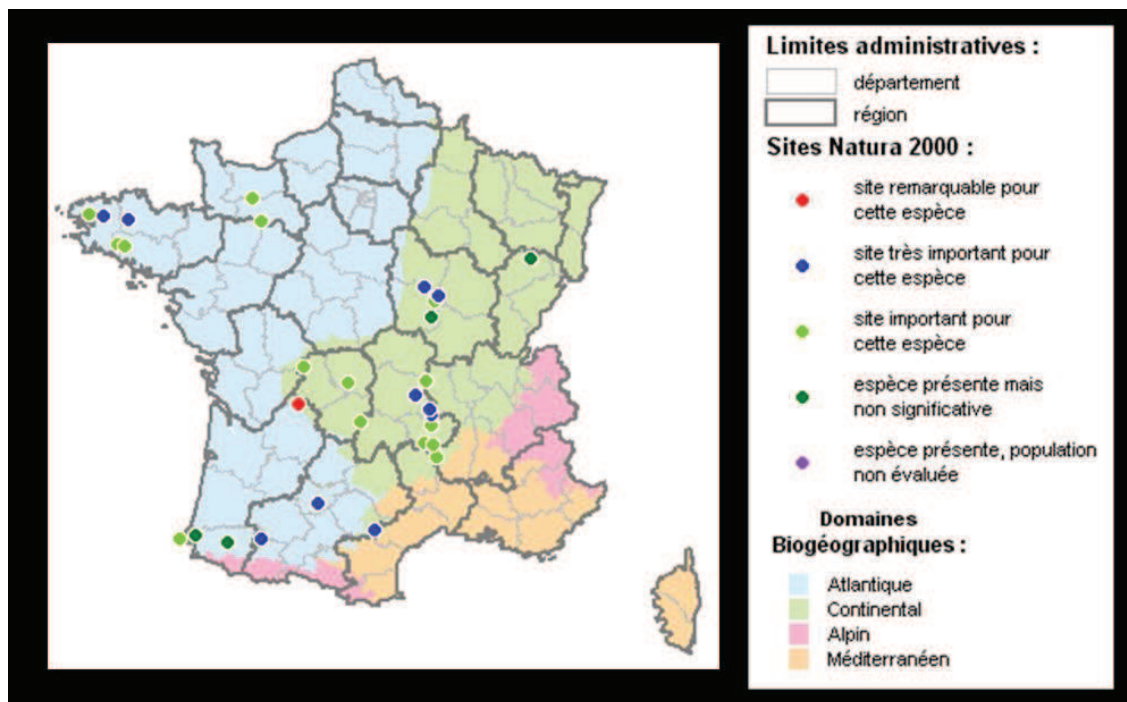 Limites administratives :
département
région
Sites Natura 2000 :
site remarquable pour
cette espèce
site très important pour
cette espèce
site important pour
cette espèce
espèce présente mais
non significative
espèce présente, population
non évaluée
Domaines
Biogéographiques :
Atlantique
Continental
Alpin
Méditerranéen